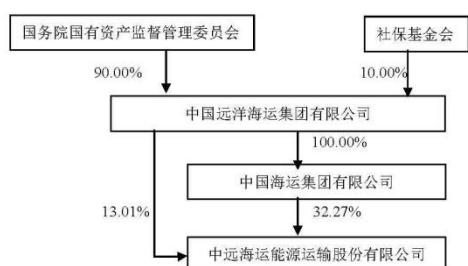 国务院国有资产监督管理委员会
社保基金会
90.00%
10.00%
中国远洋海运集团有限公司
100.00%
中国海运集团有限公司
13.01%
32.27%
中远海运能源运输股份有限公司